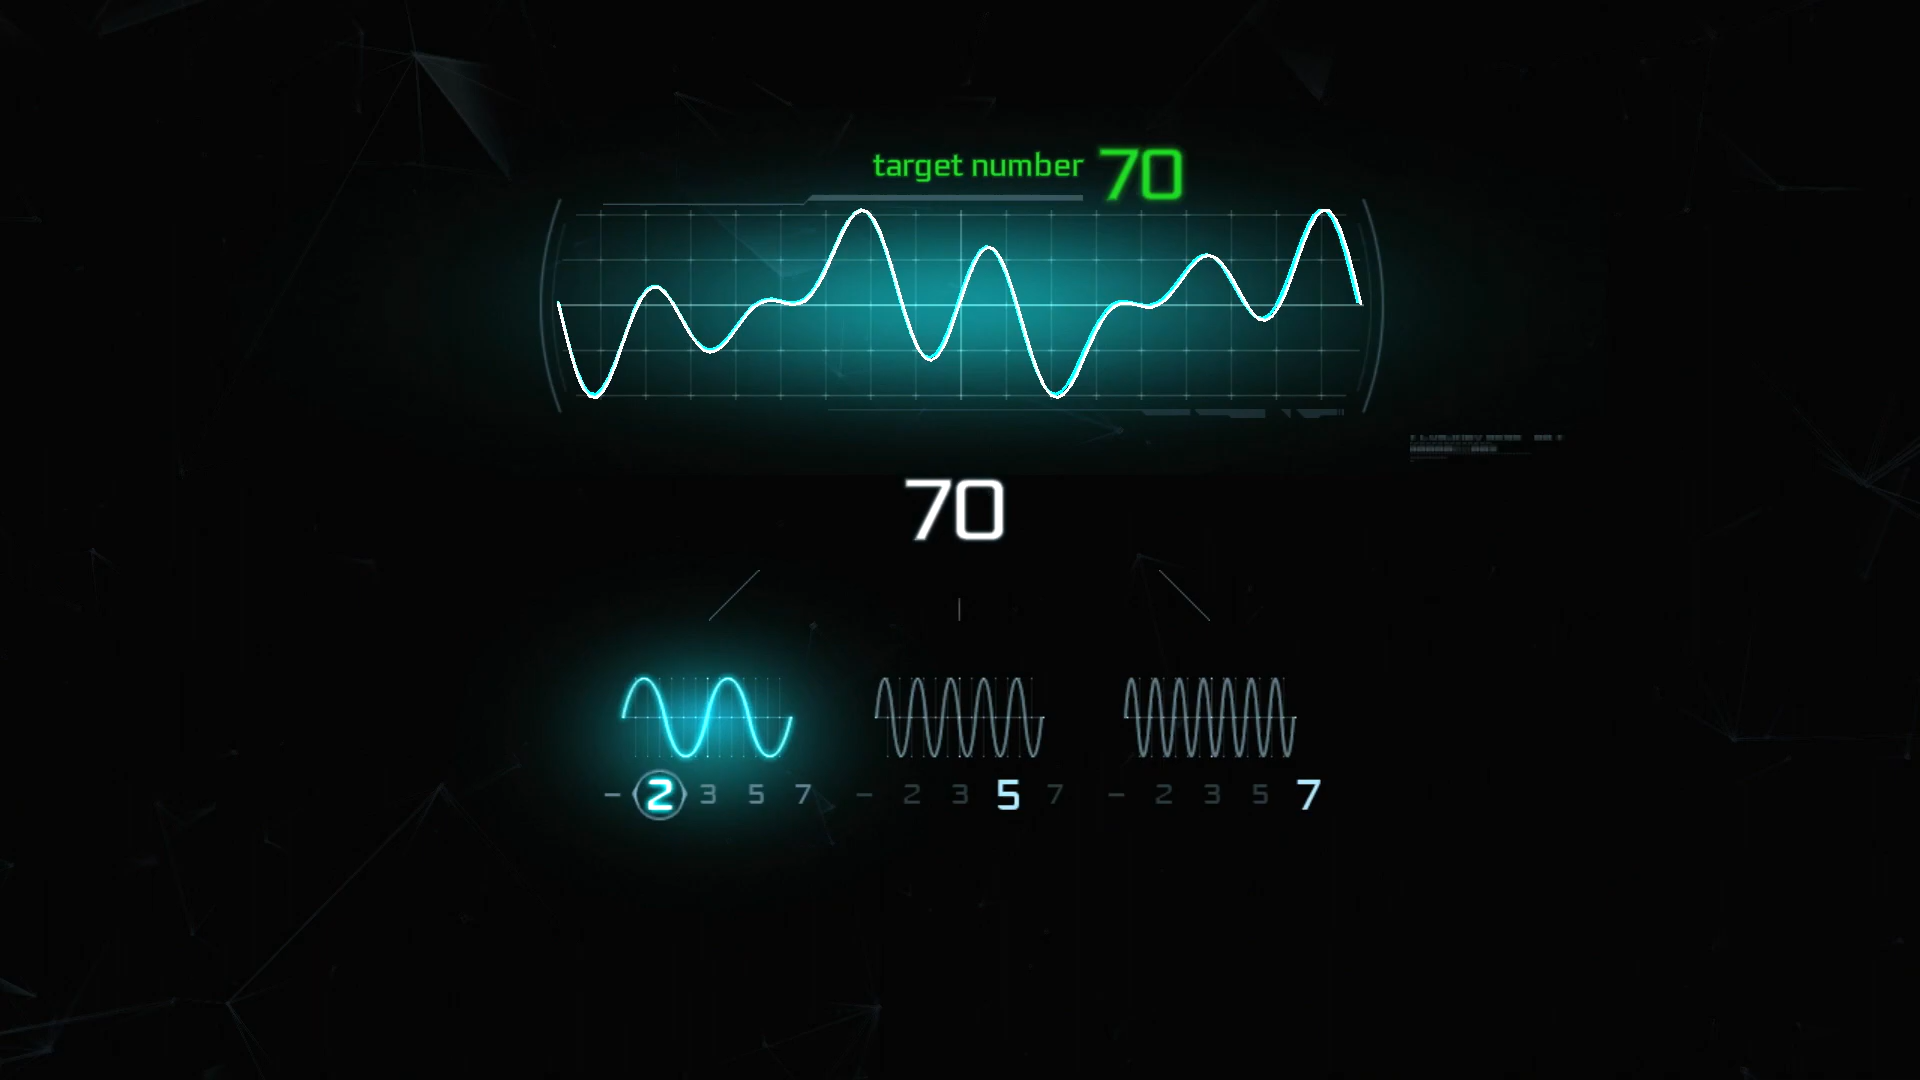 target number 70
70
– 2 3 5 7 – 2 3 5 7 – 2 3 5 7